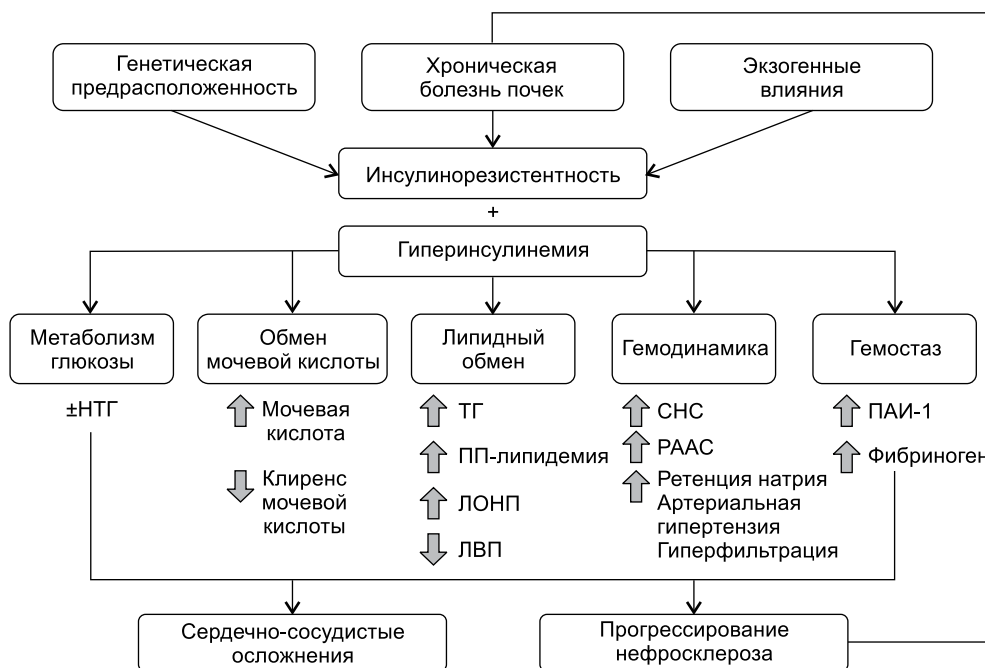 Генетическая
предрасположенность
Хроническая
болезнь почек
Экзогенные
влияния
Инсулинорезистентность
+
Гиперинсулинемия
Метаболизм
глюкозы
Обмен
мочевой кислоты
Липидный
обмен
Гемодинамика
Гемостаз
±НТГ
Мочевая
кислота
Клиренс
мочевой
кислоты
ТГ
ПП-липидемия
ЛОНП
ЛВП
СНС
РААС
Ретенция натрия
Артериальная
гипертензия
Гиперфильтрация
ПАИ-1
Фибриноген
Сердечно-сосудистые
осложнения
Прогрессирование
нефросклероза